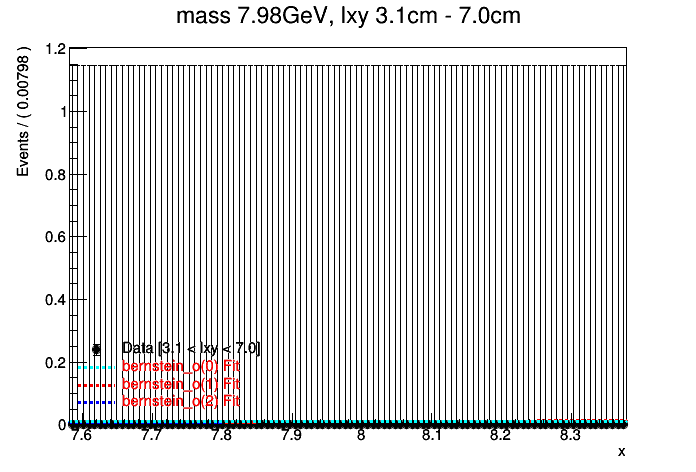 mass 7.98GeV, lxy 3.1cm - 7.0cm
Events / ( 0.00798 )
1.2
1
0.8
0.6
0.4
0.2
0
Data [3.1 < lxy < 7.0]
bernstein_o(0) Fit
bernstein_o(1) Fit
bernstein_o(2) Fit
7.6 7.7 7.8 7.9 8 8.1 8.2 8.3
x